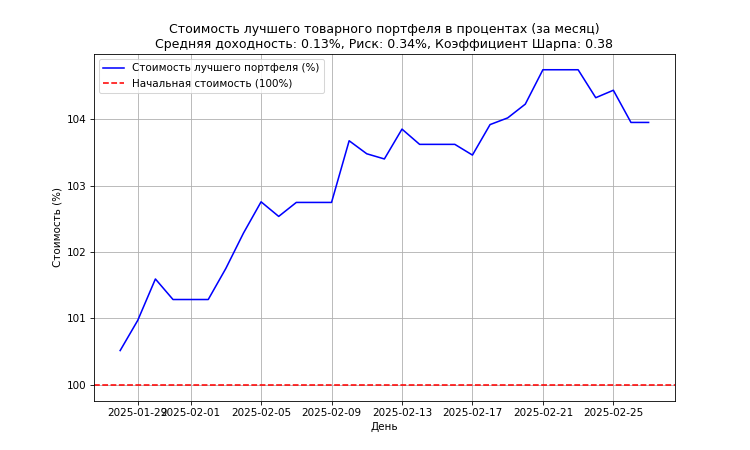 Стоимость лучшего товарного портфеля в процентах (за месяц)
Средняя доходность: 0.13%, Риск: 0.34%, Коэффициент Шарпа: 0.38
Стоимость лучшего портфеля (%)
Начальная стоимость (100%)
Стоимость (%)
104
103
102
101
100
2025-01-29
2025-02-01
2025-02-05
2025-02-09
2025-02-13
2025-02-17
2025-02-21
2025-02-25
День